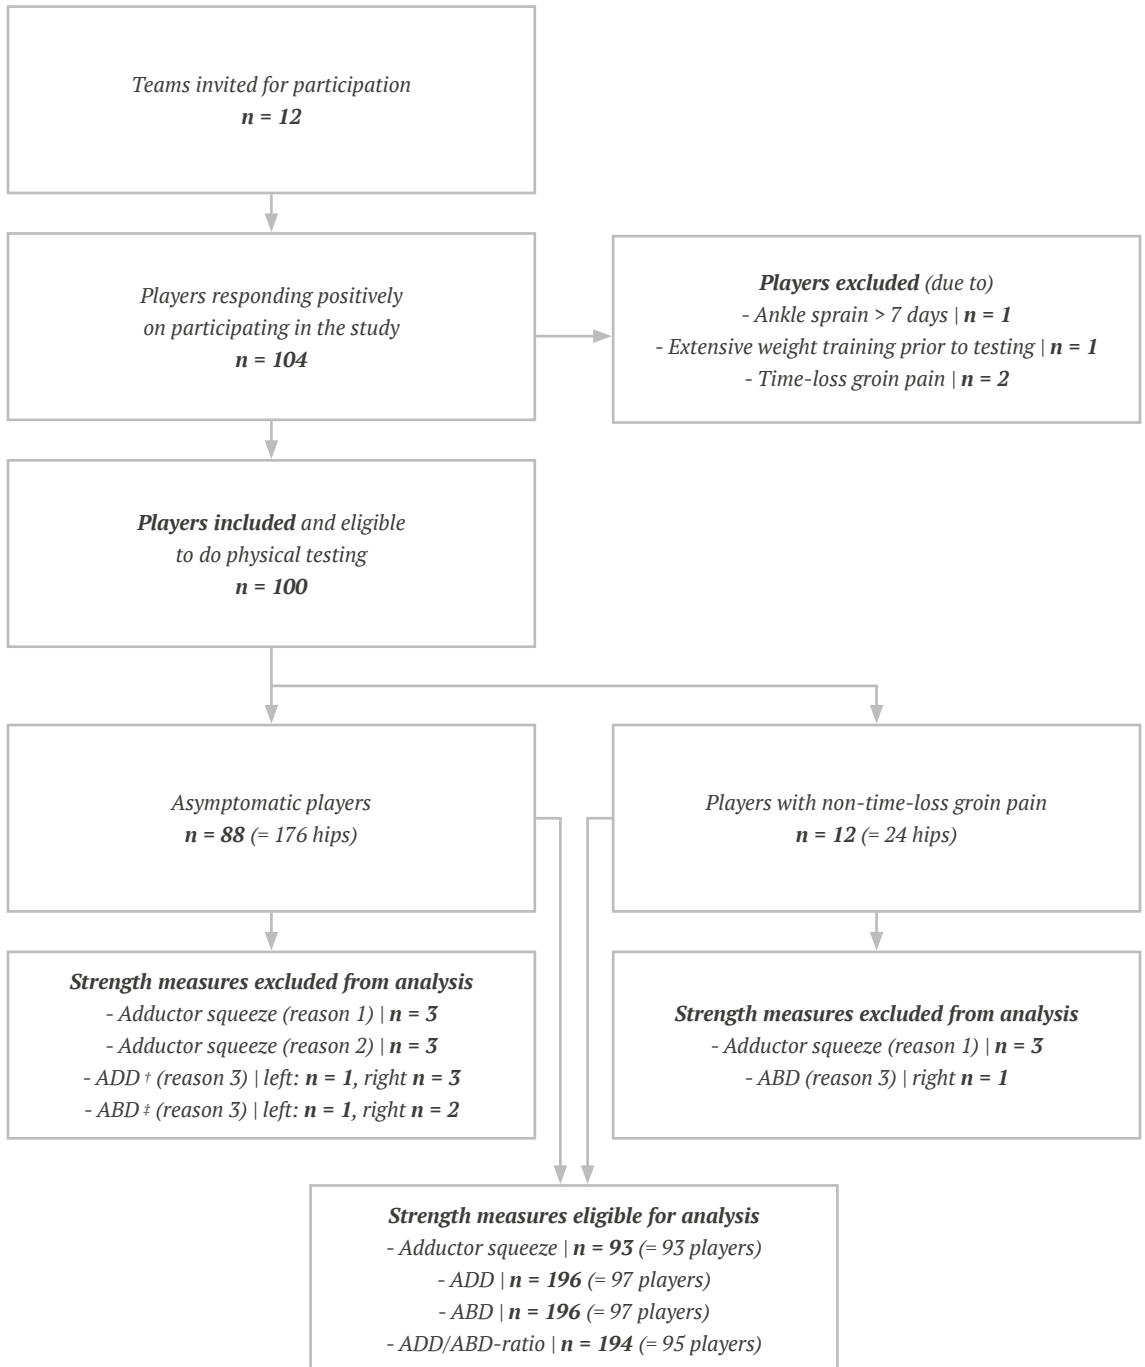 Teams invited for participation
n = 12
Players responding positively
on participating in the study
n = 104
Players excluded (due to)
- Ankle sprain > 7 days | n = 1
- Extensive weight training prior to testing | n = 1
- Time-loss groin pain | n = 2
Players included and eligible
to do physical testing
n = 100
Asymptomatic players
n = 88 (= 176 hips)
Players with non-time-loss groin pain
n = 12 (= 24 hips)
Strength measures excluded from analysis
- Adductor squeeze (reason 1) | n = 3
- Adductor squeeze (reason 2) | n = 3
- ADD † (reason 3) | left: n = 1, right n = 3
- ABD ‡ (reason 3) | left: n = 1, right n = 2
Strength measures excluded from analysis
- Adductor squeeze (reason 1) | n = 3
- ABD (reason 3) | right n = 1
Strength measures eligible for analysis
- Adductor squeeze | n = 93 (= 93 players)
- ADD | n = 196 (= 97 players)
- ABD | n = 196 (= 97 players)
- ADD/ABD-ratio | n = 194 (= 95 players)